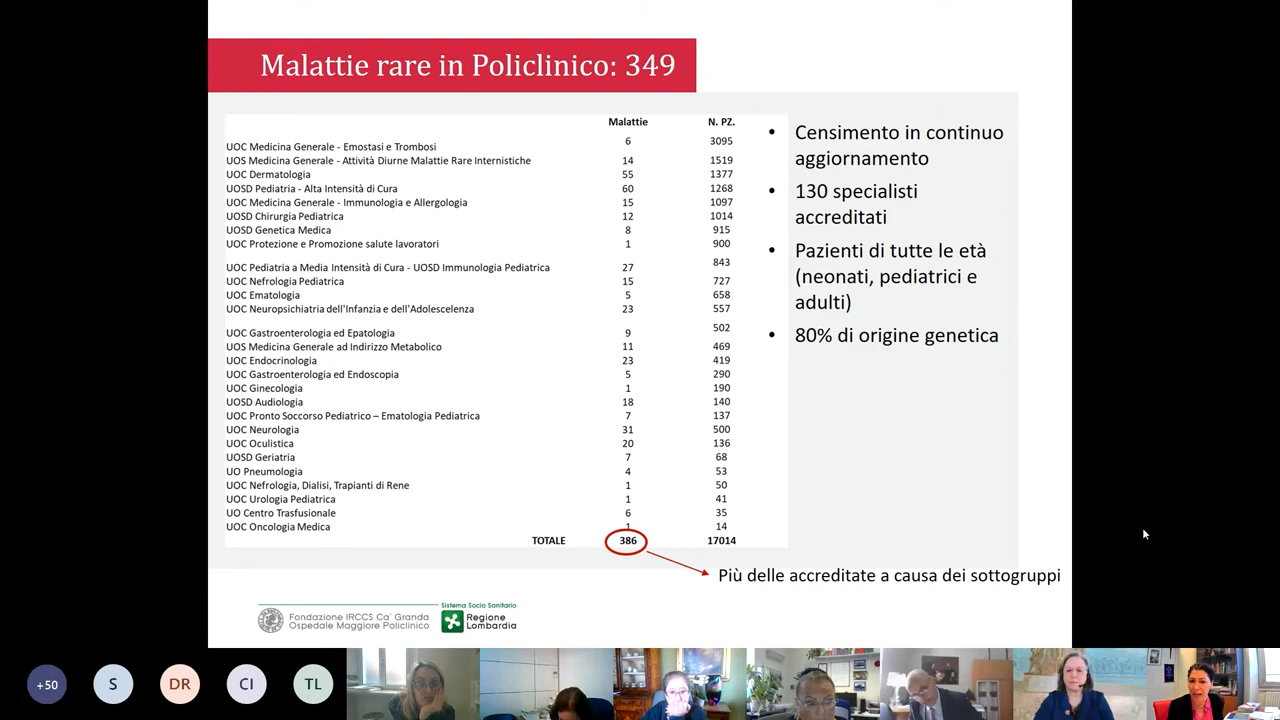 Malattie rare in Policlinico: 349
Malattie N. PZ.
UOC Medicina Generale - Emostasi e Trombosi 6 3095
UOS Medicina Generale - Attività Diurne Malattie Rare Internistiche 14 1519
UOC Dermatologia 55 1377
UOSD Pediatria - Alta Intensità di Cura 60 1268
UOC Medicina Generale - Immunologia e Allergologia 15 1097
UOSD Chirurgia Pediatrica 12 1014
UOSD Genetica Medica 8 915
UOC Protezione e Promozione salute lavoratori 1 900
UOC Pediatria a Media Intensità di Cura - UOSD Immunologia Pediatrica 27 843
UOC Nefrologia Pediatrica 15 727
UOC Ematologia 5 658
UOC Neuropsichiatria dell'Infanzia e dell'Adolescelenza 23 557
UOC Gastroenterologia ed Epatologia 9 502
UOS Medicina Generale ad Indirizzo Metabolico 11 469
UOC Endocrinologia 23 419
UOC Gastroenterologia ed Endoscopia 5 290
UOC Ginecologia 1 190
UOSD Audiologia 18 140
UOC Pronto Soccorso Pediatrico – Ematologia Pediatrica 7 137
UOC Neurologia 31 500
UOC Oculistica 20 136
UOSD Geriatria 7 68
UO Pneumologia 4 53
UOC Nefrologia, Dialisi, Trapianti di Rene 1 50
UOC Urologia Pediatrica 1 41
UO Centro Trasfusionale 6 35
UOC Oncologia Medica 1 14
TOTALE 386 17014
• Censimento in continuo
aggiornamento
• 130 specialisti
accreditati
• Pazienti di tutte le età
(neonati, pediatrici e
adulti)
• 80% di origine genetica
Più delle accreditate a causa dei sottogruppi
Fondazione IRCCS Ca' Granda
Ospedale Maggiore Policlinico
Sistema Socio Sanitario
Regione
Lombardia
+50 S DR CI TL